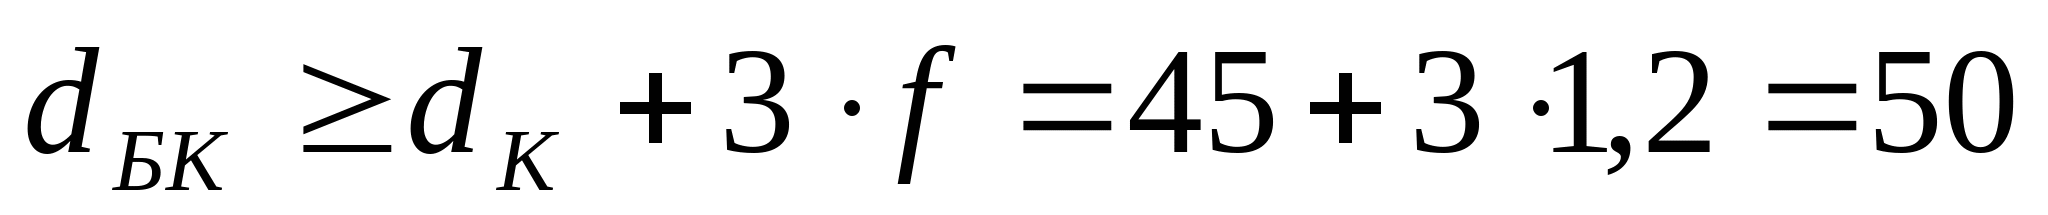 d_БК ≥ d_К + 3 · f = 45 + 3 · 1,2 = 50